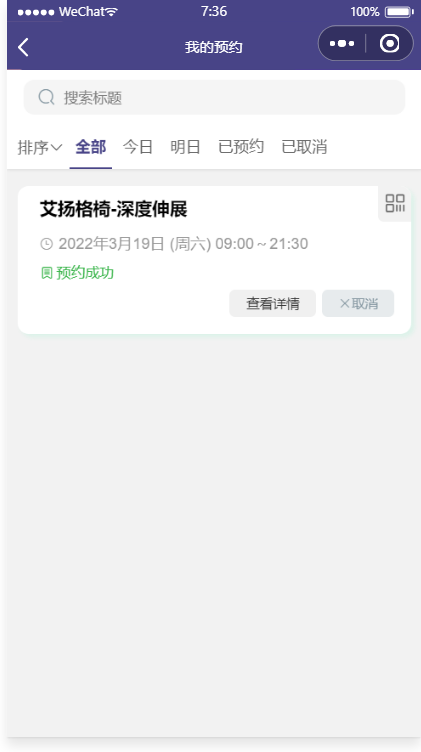 WeChat 7:36 100%
我的预约
搜索标题
排序 全部 今日 明日 已预约 已取消
艾扬格椅-深度伸展
2022年3月19日 (周六) 09:00～21:30
预约成功
查看详情 ×取消